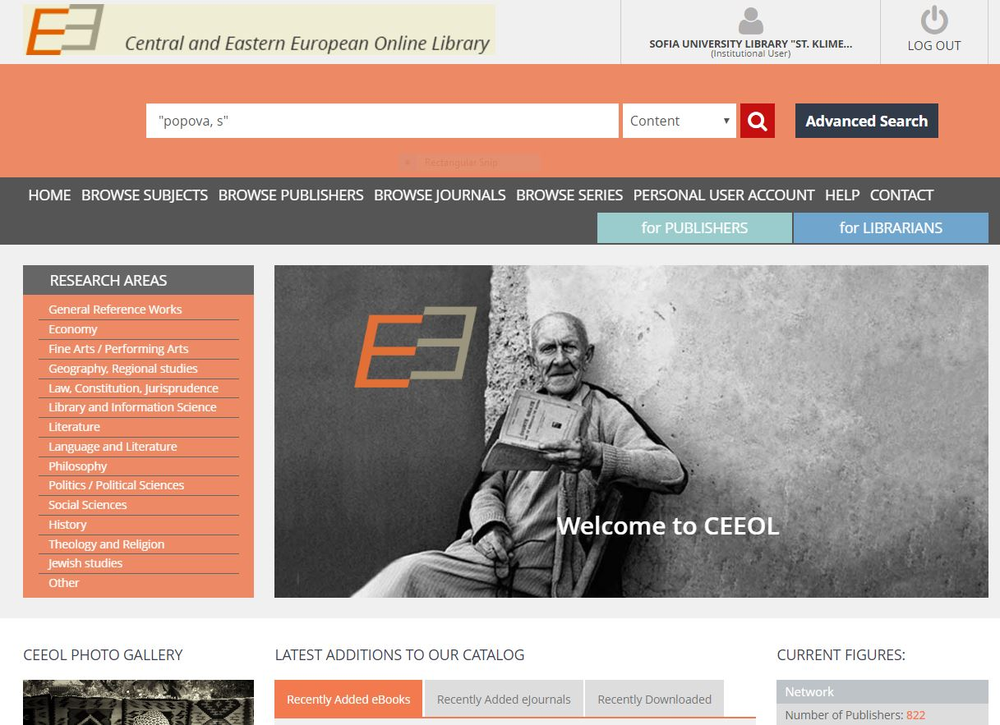 Central and Eastern European Online Library
SOFIA UNIVERSITY LIBRARY "ST. KLIME...
(Institutional User)
LOG OUT
"popova, s"
Content
Advanced Search
Rectangular Snip
HOME BROWSE SUBJECTS BROWSE PUBLISHERS BROWSE JOURNALS BROWSE SERIES PERSONAL USER ACCOUNT HELP CONTACT
for PUBLISHERS for LIBRARIANS
RESEARCH AREAS
General Reference Works
Economy
Fine Arts / Performing Arts
Geography, Regional studies
Law, Constitution, Jurisprudence
Library and Information Science
Literature
Language and Literature
Philosophy
Politics / Political Sciences
Social Sciences
History
Theology and Religion
Jewish studies
Other
Welcome to CEEOL
CEEOL PHOTO GALLERY
LATEST ADDITIONS TO OUR CATALOG
Recently Added eBooks Recently Added eJournals Recently Downloaded
CURRENT FIGURES:
Network
Number of Publishers: 822